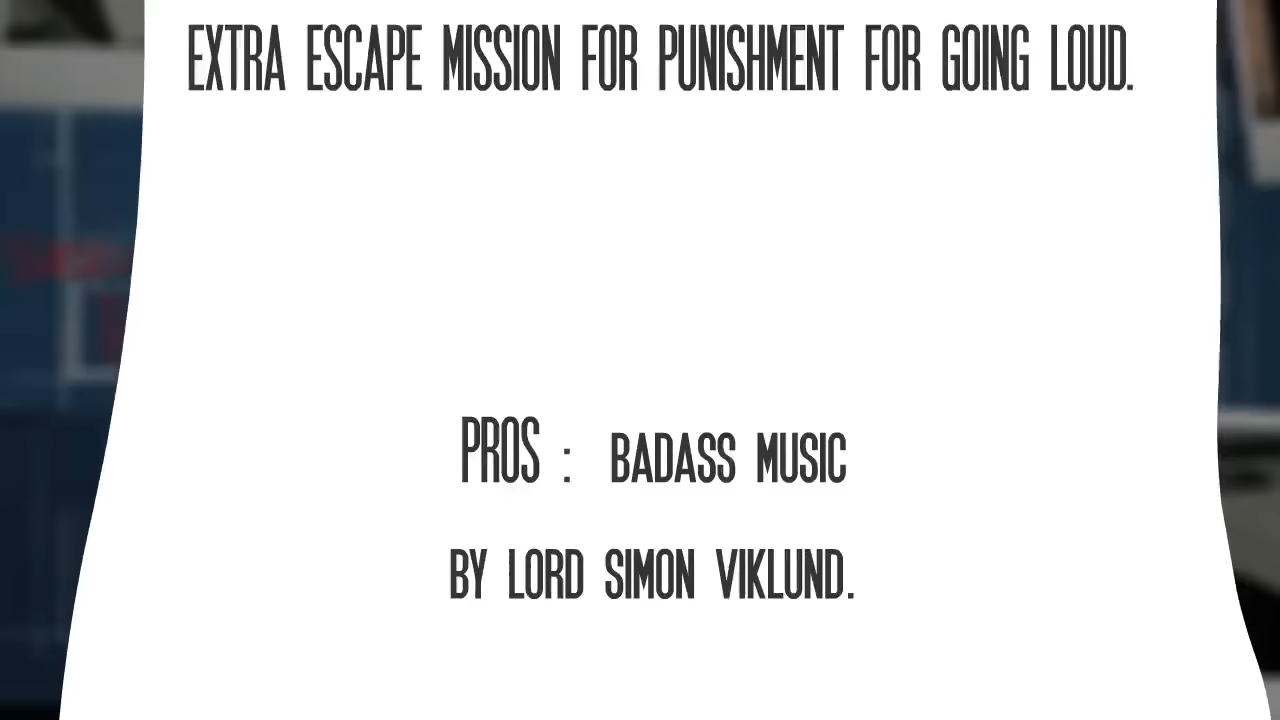 EXTRA ESCAPE MISSION FOR PUNISHMENT FOR GOING LOUD.
PROS : BADASS MUSIC
BY LORD SIMON VIKLUND.